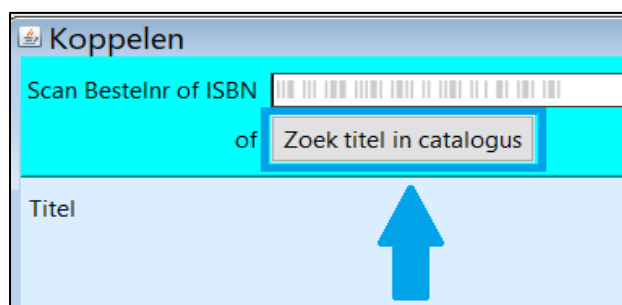 Koppelen
Scan Bestelnr of ISBN
of Zoek titel in catalogus
Titel